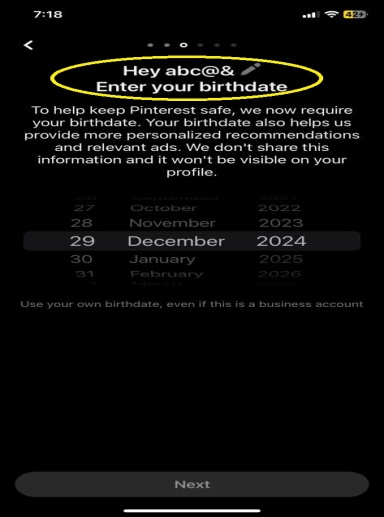 7:18
42
Hey abc@&
Enter your birthdate
To help keep Pinterest safe, we now require
your birthdate. Your birthdate also helps us
provide more personalized recommendations
and relevant ads. We don't share this
information and it won't be visible on your
profile.
27 October 2022
28 November 2023
29 December 2024
30 January 2025
31 February 2026
Use your own birthdate, even if this is a business account
Next